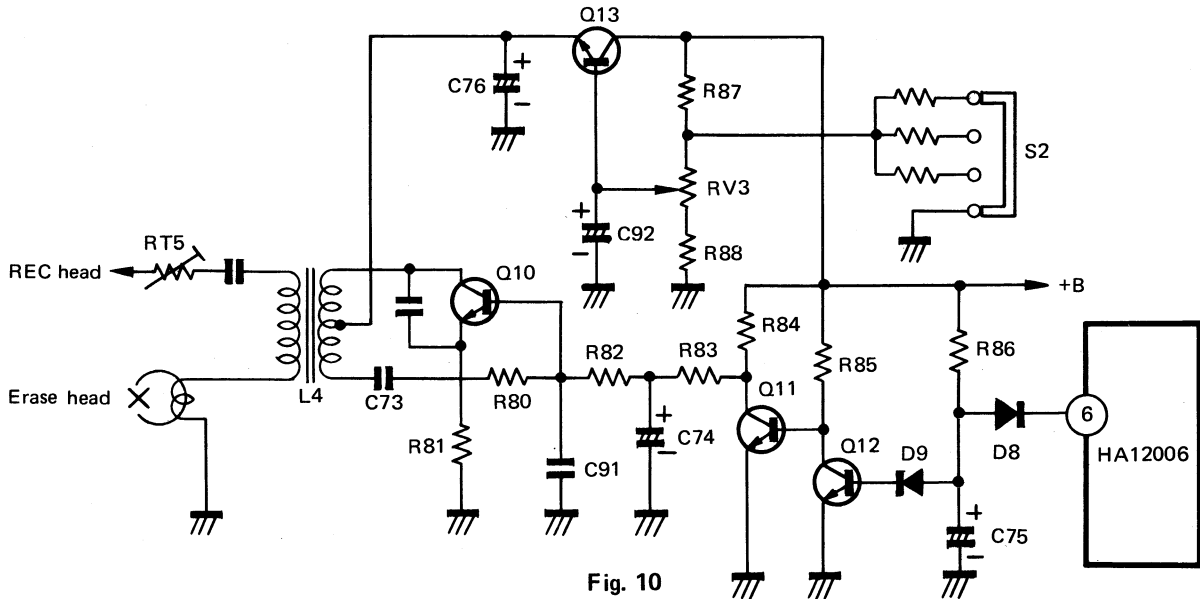 Q13
+
C76
−
R87
S2
RV3
+
C92
−
R88
RT5
REC head
Q10
+B
R84
R85
R86
R82
R83
Q11
6
L4
C73
R80
Erase head
+
C74
−
Q12
D9
D8
HA12006
R81
C91
+
C75
−
Fig. 10